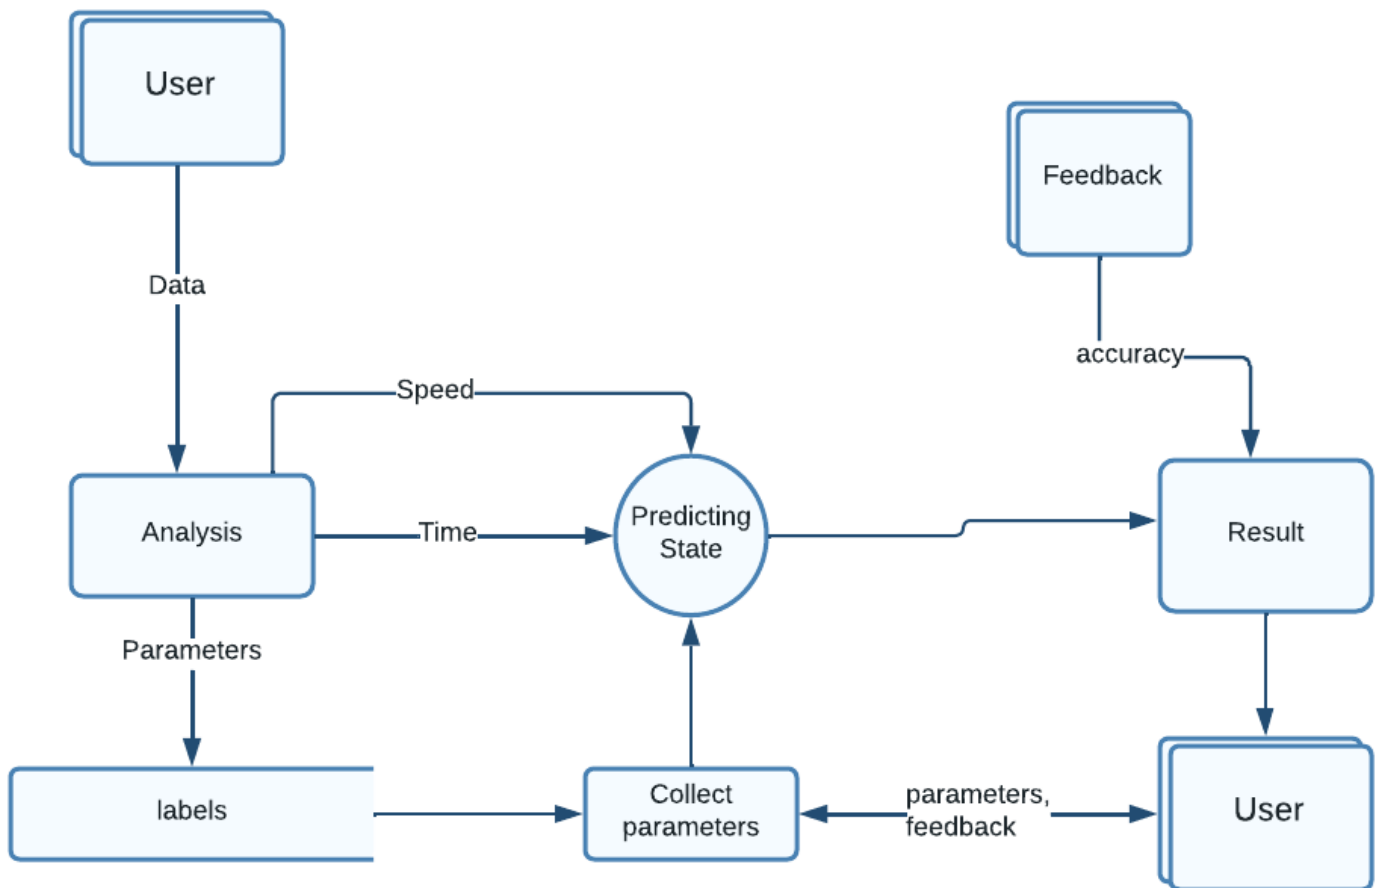 User
Feedback
Data
accuracy
Speed
Analysis
Time
Predicting
State
Result
Parameters
labels
Collect
parameters
parameters,
feedback
User